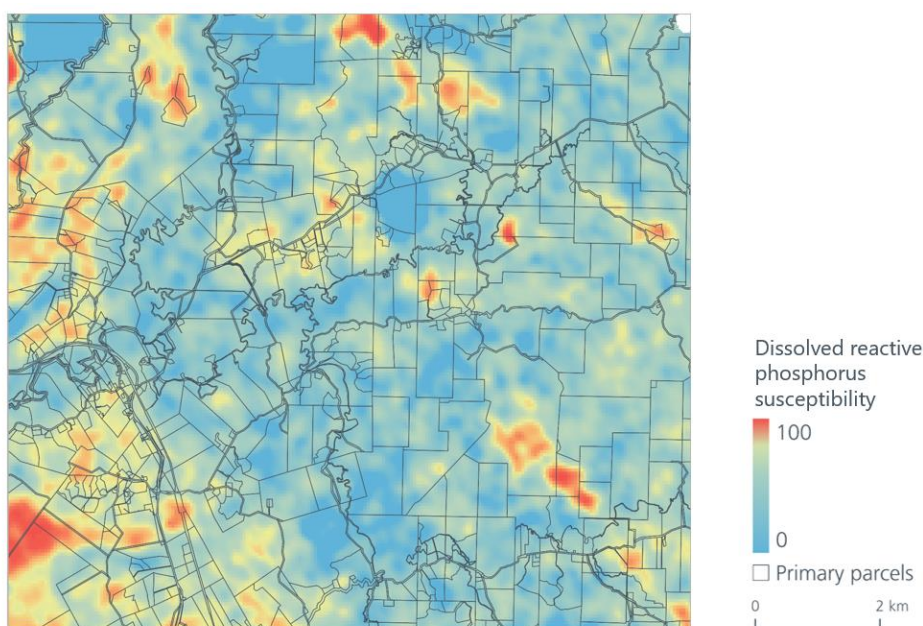 Dissolved reactive
phosphorus
susceptibility
100
0
Primary parcels
0 2 km